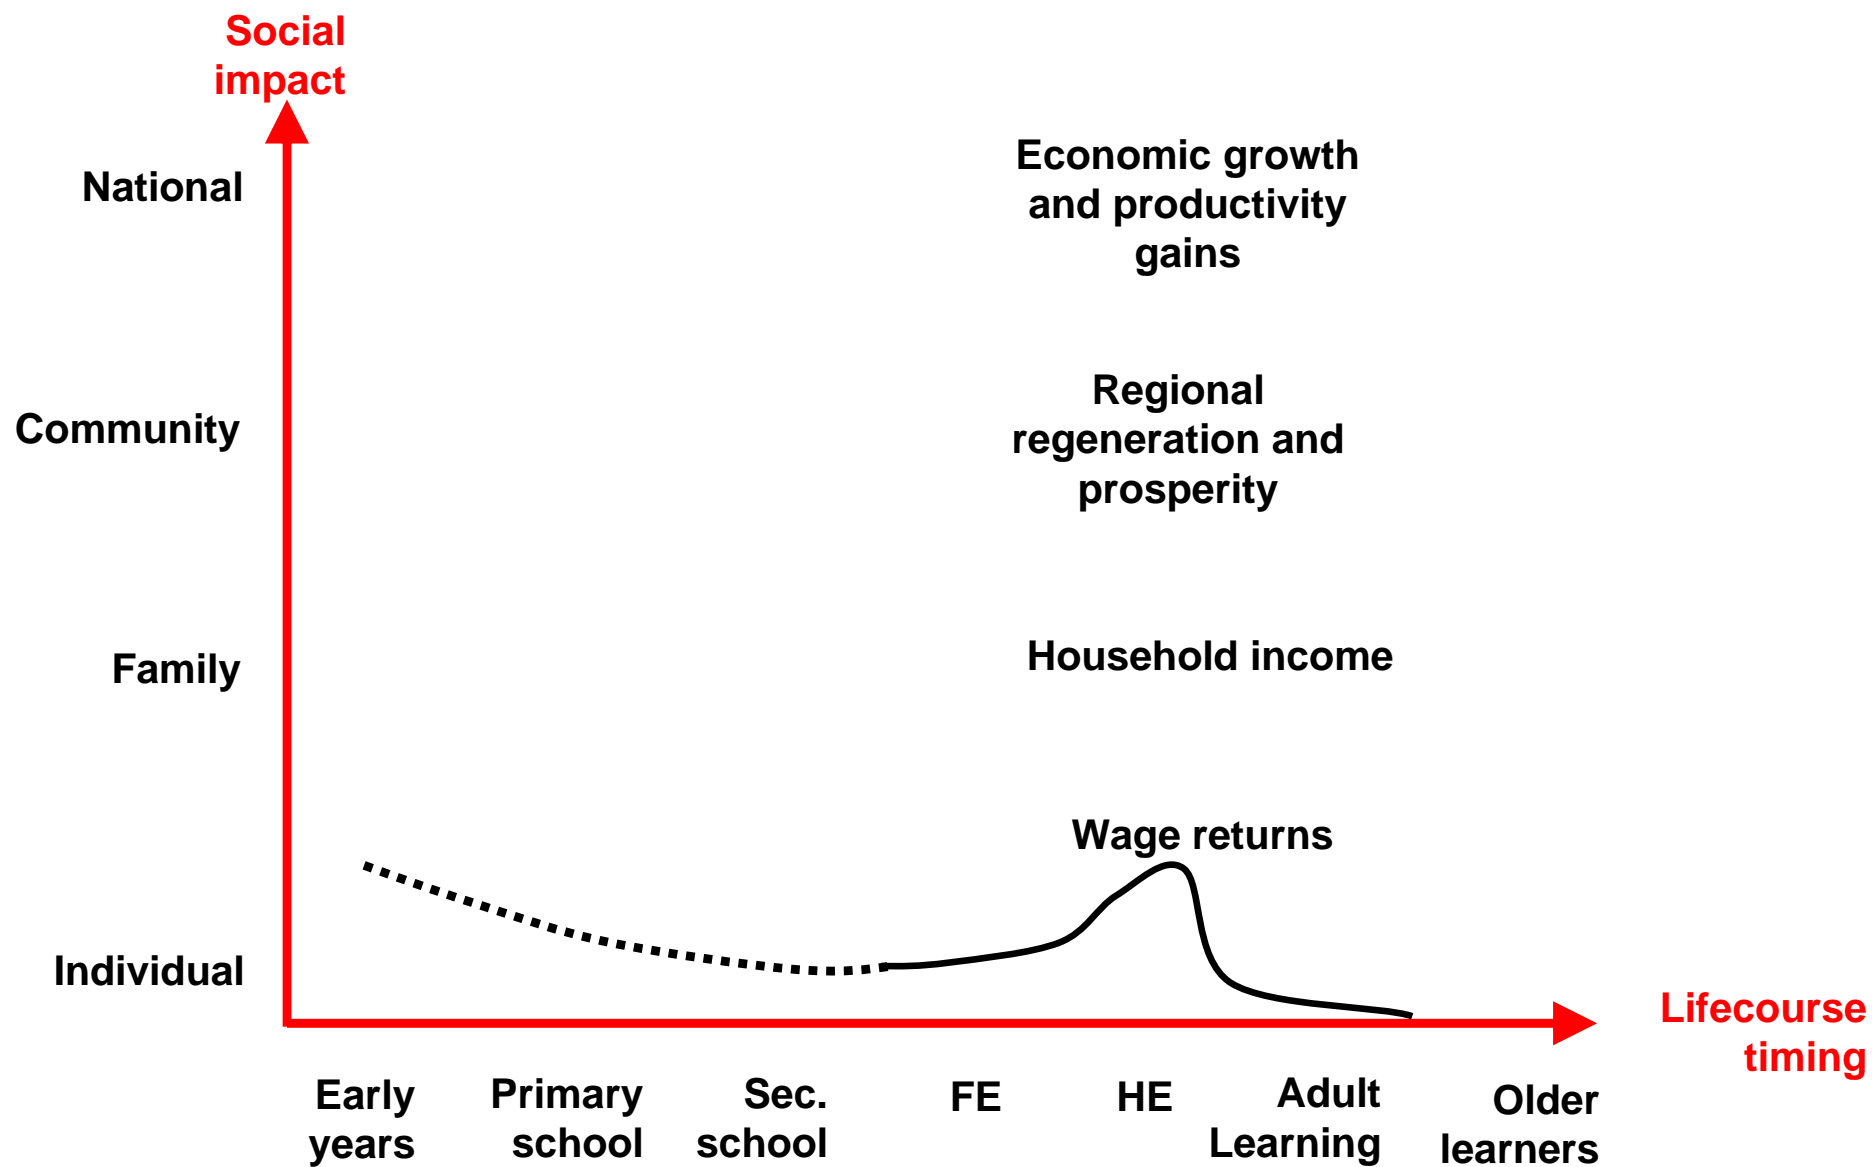 Social
impact
National
Economic growth
and productivity
gains
Community
Regional
regeneration and
prosperity
Family
Household income
Wage returns
Individual
Lifecourse
timing
Early
years
Primary
school
Sec.
school
FE
HE
Adult
Learning
Older
learners